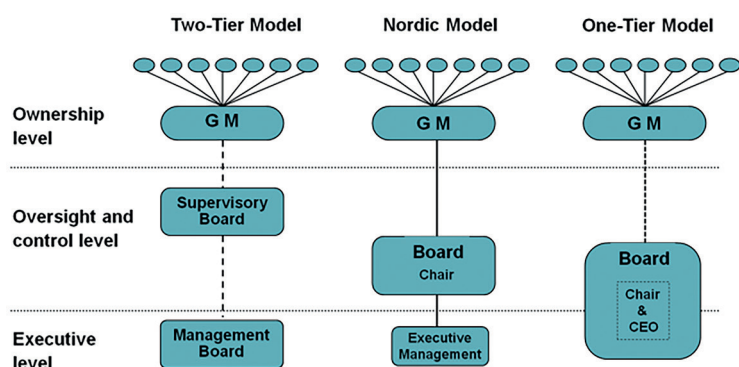 Two-Tier Model
Nordic Model
One-Tier Model
Ownership
level
G M
G M
G M
Oversight and
control level
Supervisory
Board
Board
Chair
Board
Chair
&
CEO
Executive
level
Management
Board
Executive
Management